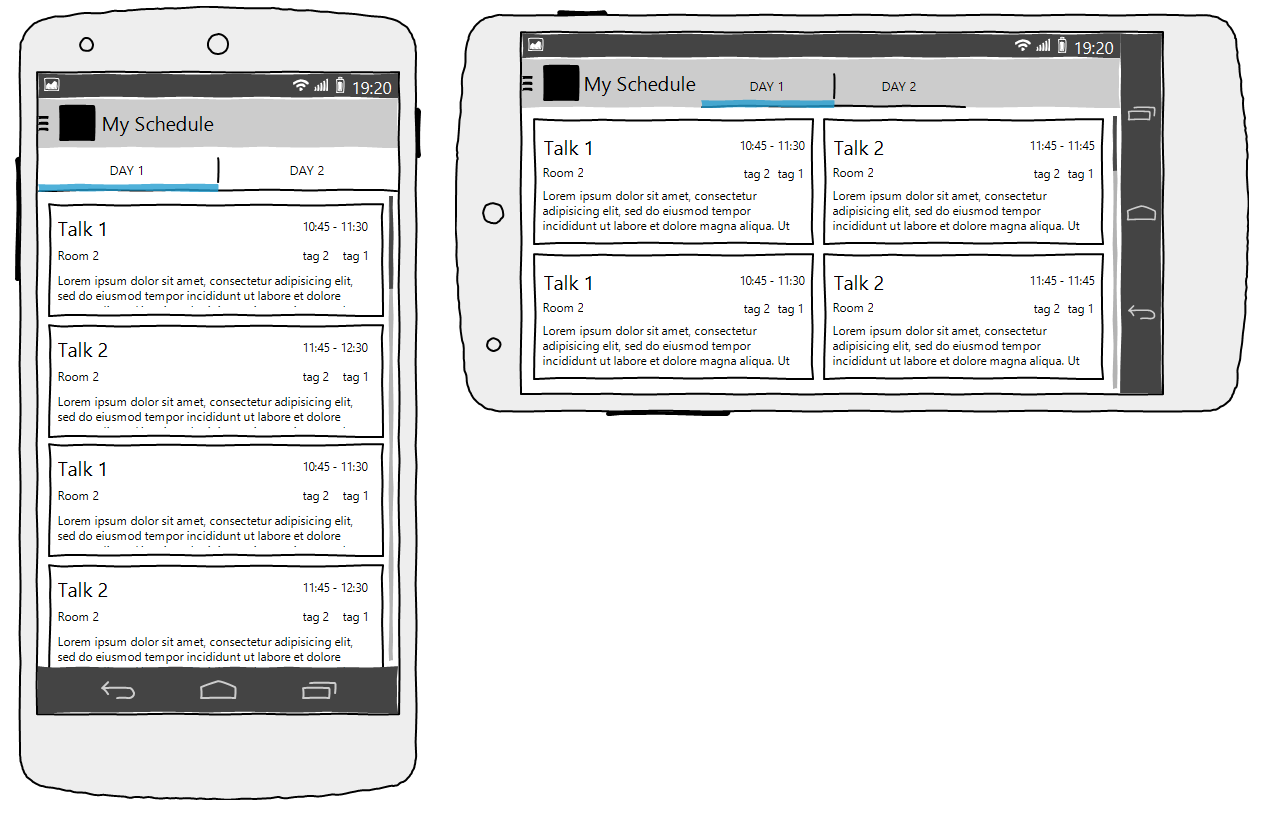 19:20
My Schedule
DAY 1 DAY 2
Talk 1 10:45 - 11:30
Room 2 tag 2 tag 1
Lorem ipsum dolor sit amet, consectetur adipisicing elit,
sed do eiusmod tempor incididunt ut labore et dolore
Talk 2 11:45 - 12:30
Room 2 tag 2 tag 1
Lorem ipsum dolor sit amet, consectetur adipisicing elit,
sed do eiusmod tempor incididunt ut labore et dolore
Talk 1 10:45 - 11:30
Room 2 tag 2 tag 1
Lorem ipsum dolor sit amet, consectetur adipisicing elit,
sed do eiusmod tempor incididunt ut labore et dolore
Talk 2 11:45 - 12:30
Room 2 tag 2 tag 1
Lorem ipsum dolor sit amet, consectetur adipisicing elit,
sed do eiusmod tempor incididunt ut labore et dolore
19:20
My Schedule DAY 1 DAY 2
Talk 1 10:45 - 11:30
Room 2 tag 2 tag 1
Lorem ipsum dolor sit amet, consectetur
adipisicing elit, sed do eiusmod tempor
incididunt ut labore et dolore magna aliqua. Ut
Talk 2 11:45 - 11:45
Room 2 tag 2 tag 1
Lorem ipsum dolor sit amet, consectetur
adipisicing elit, sed do eiusmod tempor
incididunt ut labore et dolore magna aliqua. Ut
Talk 1 10:45 - 11:30
Room 2 tag 2 tag 1
Lorem ipsum dolor sit amet, consectetur
adipisicing elit, sed do eiusmod tempor
incididunt ut labore et dolore magna aliqua. Ut
Talk 2 11:45 - 11:45
Room 2 tag 2 tag 1
Lorem ipsum dolor sit amet, consectetur
adipisicing elit, sed do eiusmod tempor
incididunt ut labore et dolore magna aliqua. Ut